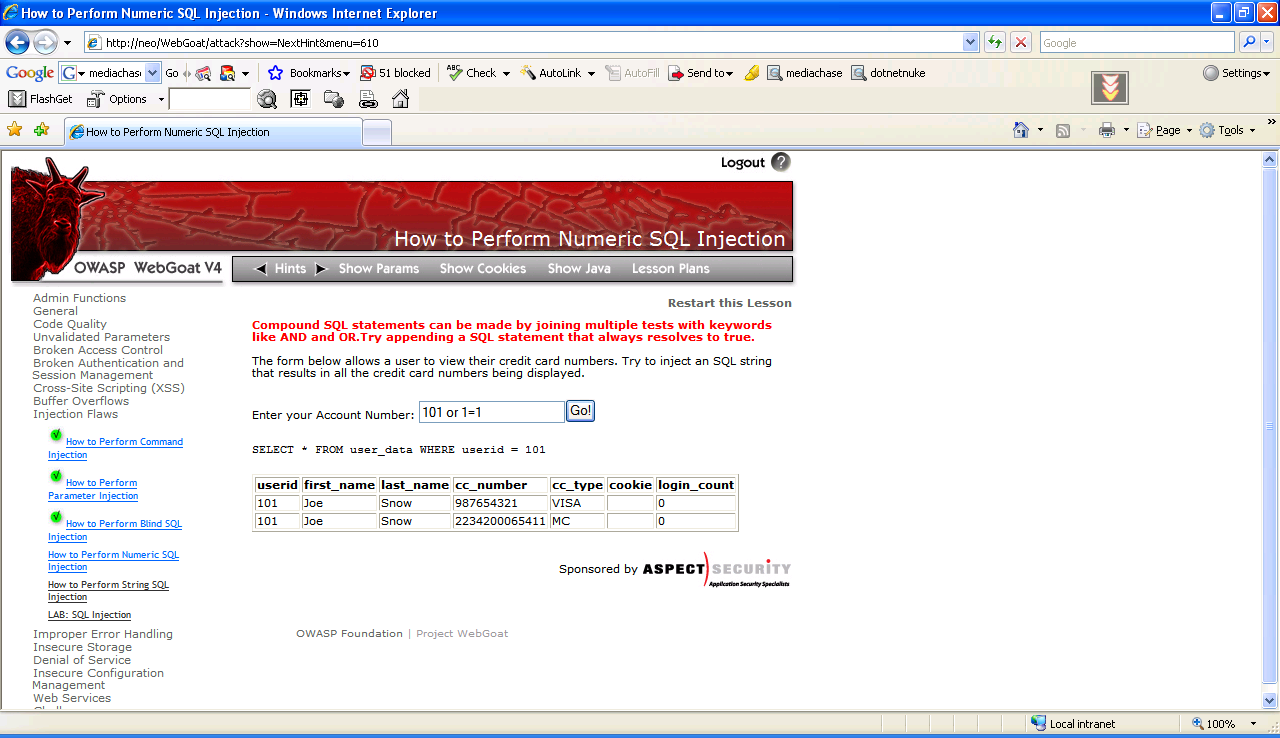 How to Perform Numeric SQL Injection - Windows Internet Explorer
http://neo/WebGoat/attack?show=NextHint&menu=610
Google
Google G mediachas Go Bookmarks 51 blocked ABC Check AutoLink AutoFill Send to mediachase dotnetnuke Settings
FlashGet Options
How to Perform Numeric SQL Injection
Page Tools
Logout ?
How to Perform Numeric SQL Injection
OWASP WebGoat V4
Hints Show Params Show Cookies Show Java Lesson Plans
Admin Functions
General
Code Quality
Unvalidated Parameters
Broken Access Control
Broken Authentication and
Session Management
Cross-Site Scripting (XSS)
Buffer Overflows
Injection Flaws
How to Perform Command
Injection
How to Perform
Parameter Injection
How to Perform Blind SQL
Injection
How to Perform Numeric SQL
Injection
How to Perform String SQL
Injection
LAB: SQL Injection
Improper Error Handling
Insecure Storage
Denial of Service
Insecure Configuration
Management
Web Services
Restart this Lesson
Compound SQL statements can be made by joining multiple tests with keywords
like AND and OR.Try appending a SQL statement that always resolves to true.
The form below allows a user to view their credit card numbers. Try to inject an SQL string
that results in all the credit card numbers being displayed.
Enter your Account Number: 101 or 1=1 Go!
SELECT * FROM user_data WHERE userid = 101
userid first_name last_name cc_number cc_type cookie login_count
101 Joe Snow 987654321 VISA 0
101 Joe Snow 2234200065411 MC 0
Sponsored by ASPECT SECURITY
Application Security Specialists
OWASP Foundation | Project WebGoat
Local intranet 100%